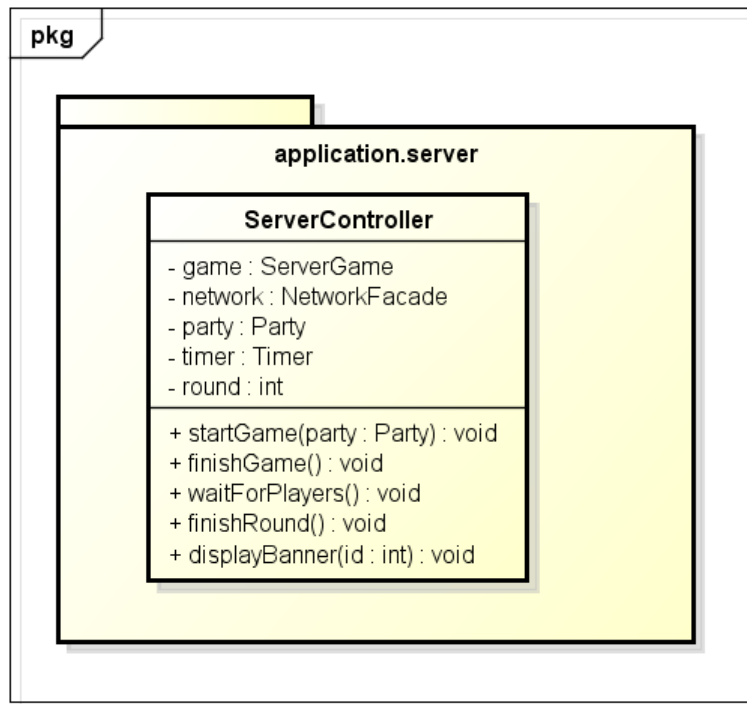 pkg
application.server
ServerController
- game : ServerGame
- network : NetworkFacade
- party : Party
- timer : Timer
- round : int
+ startGame(party : Party) : void
+ finishGame() : void
+ waitForPlayers() : void
+ finishRound() : void
+ displayBanner(id : int) : void